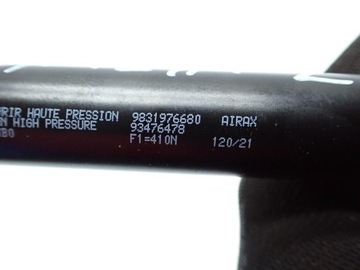 HAUTE PRESSION 9831976680 AIRAX
HIGH PRESSURE 93476478
F1=410N 120/21